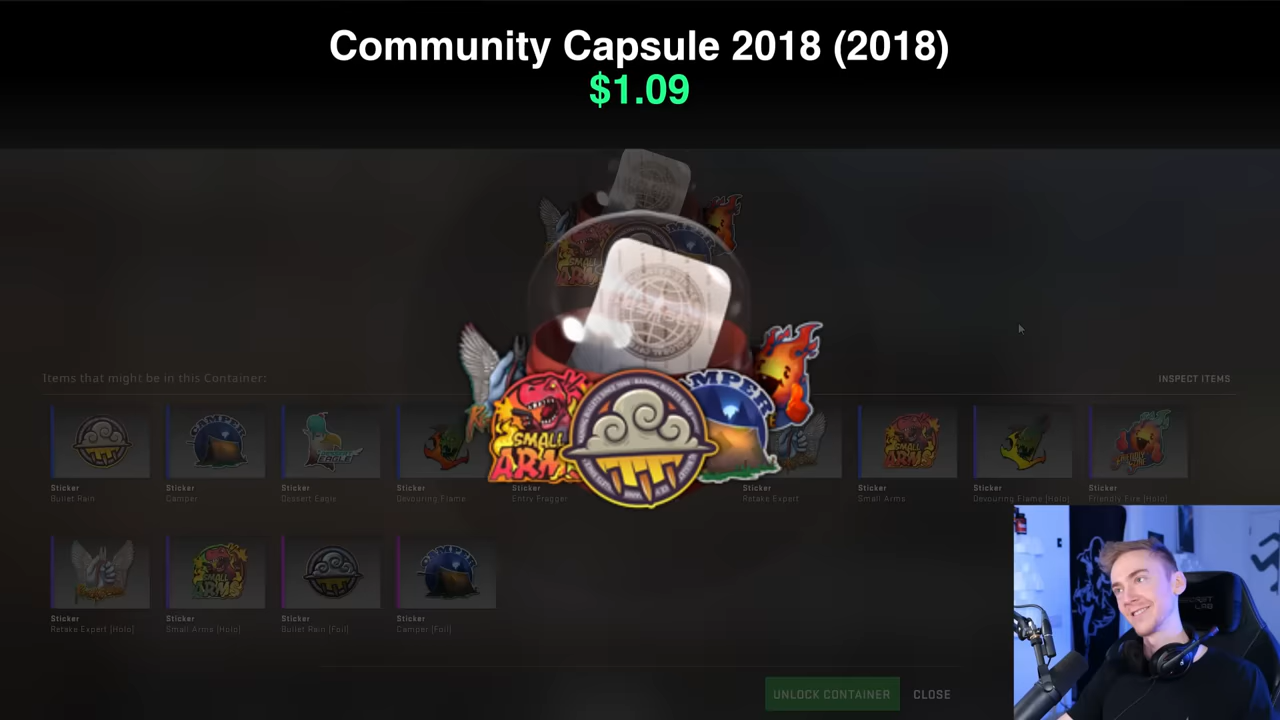 Community Capsule 2018 (2018)
$1.09
Items that might be in this Container:
INSPECT ITEMS
MPER
SMALL
ARMS
Sticker
Bullet Rain
Sticker
Camper
Sticker
Dessert Eagle
Sticker
Devouring Flame
Sticker
Entry Fragger
Sticker
Retake Expert
Sticker
Small Arms
Sticker
Devouring Flame (Holo)
Sticker
Friendly Fire (Holo)
Sticker
Retake Expert (Holo)
Sticker
Small Arms (Holo)
Sticker
Bullet Rain (Foil)
Sticker
Camper (Foil)
UNLOCK CONTAINER
CLOSE